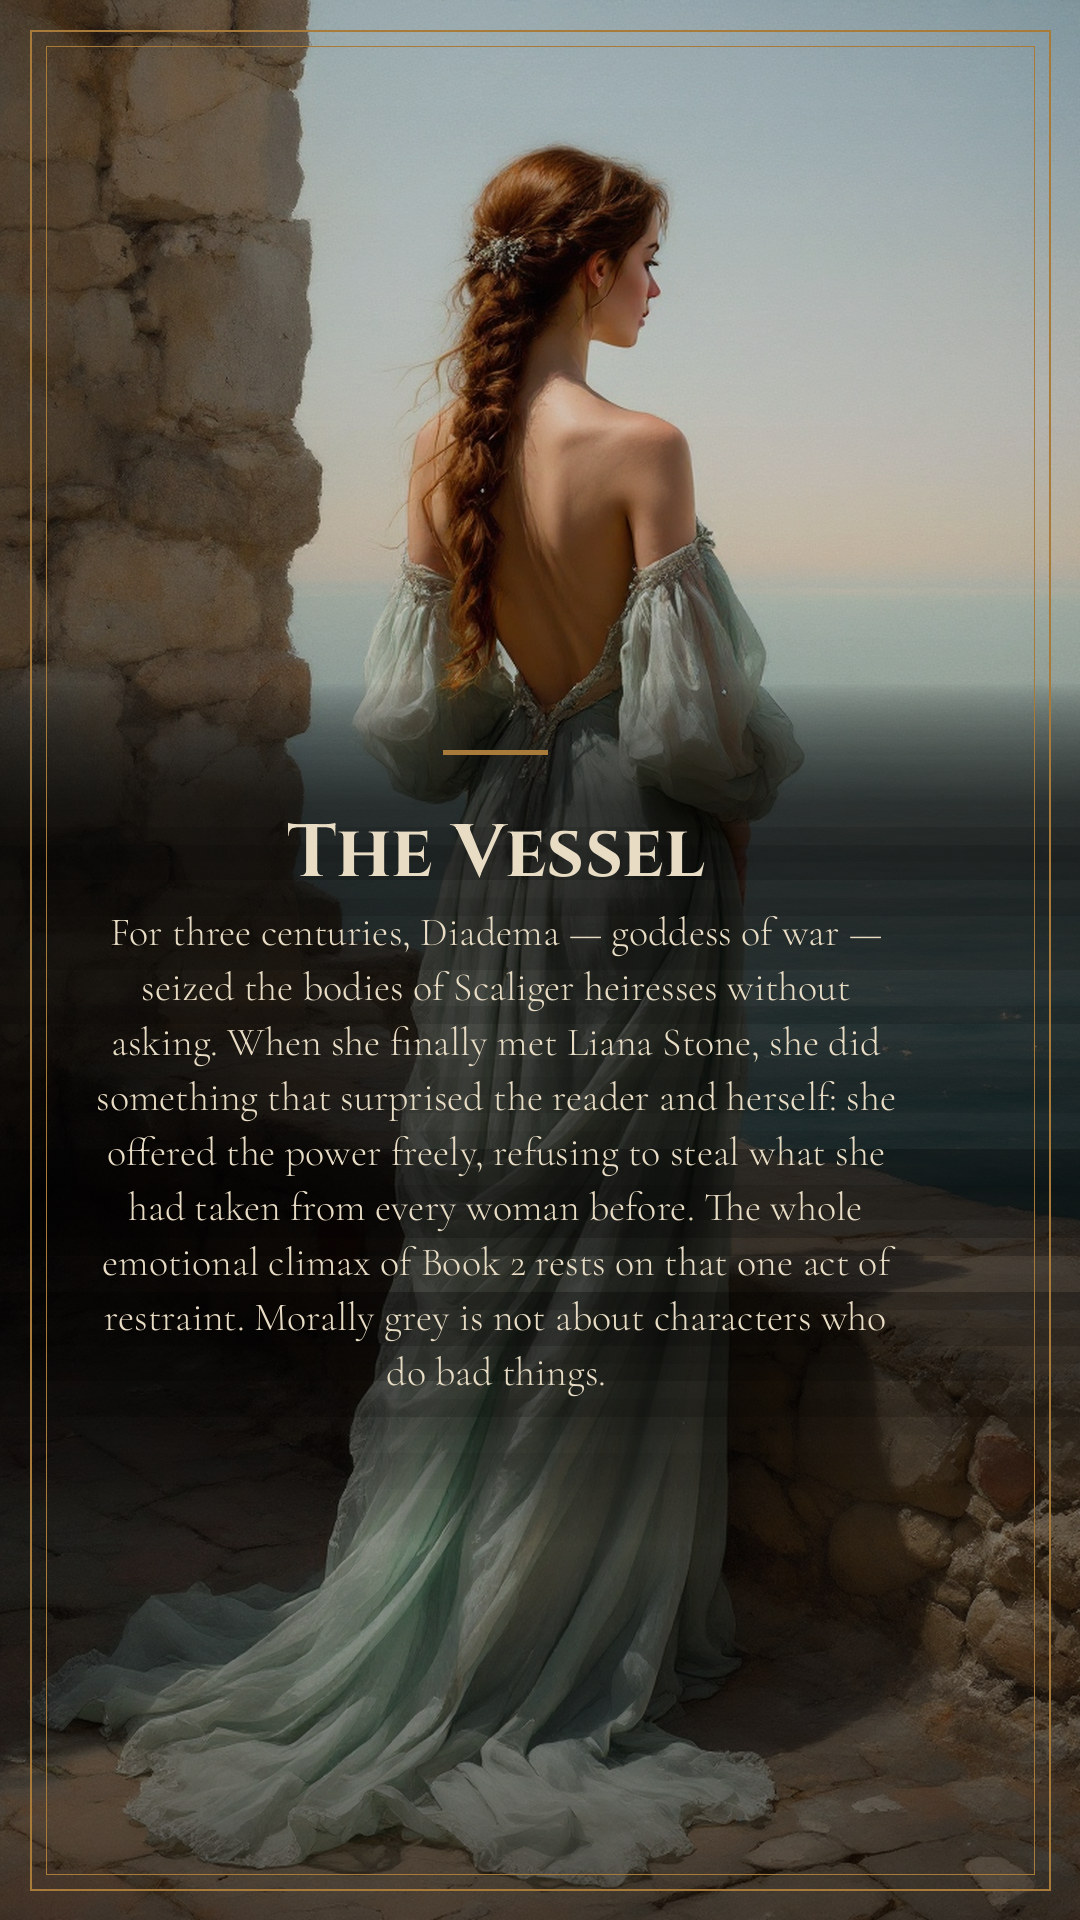 The Vessel
For three centuries, Diadema — goddess of war —
seized the bodies of Scaliger heiresses without
asking. When she finally met Liana Stone, she did
something that surprised the reader and herself: she
offered the power freely, refusing to steal what she
had taken from every woman before. The whole
emotional climax of Book 2 rests on that one act of
restraint. Morally grey is not about characters who
do bad things.